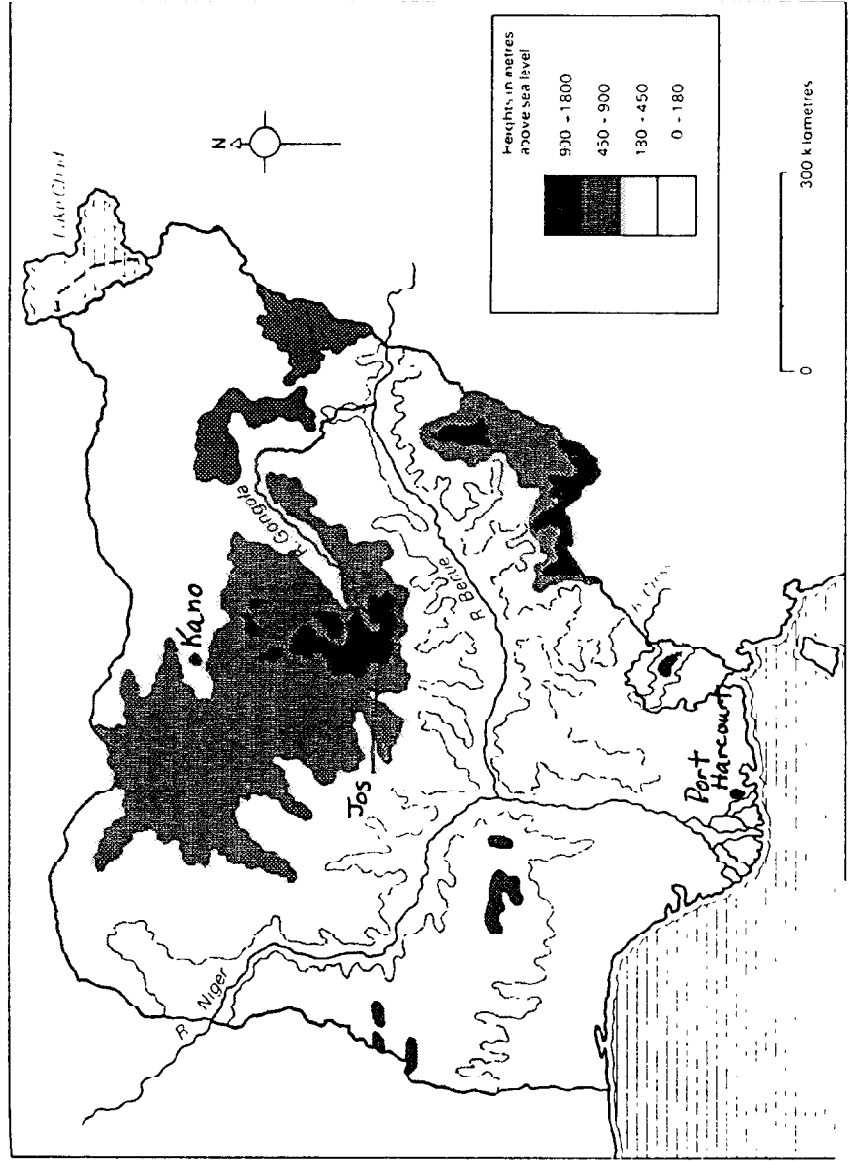 Lake Chad
N
Heights in metres
above sea level
900 - 1800
450 - 900
180 - 450
0 - 180
R. Gongola
Kano
Jos
R Benue
R Niger
Port
Harcourt
0
300 kilometres